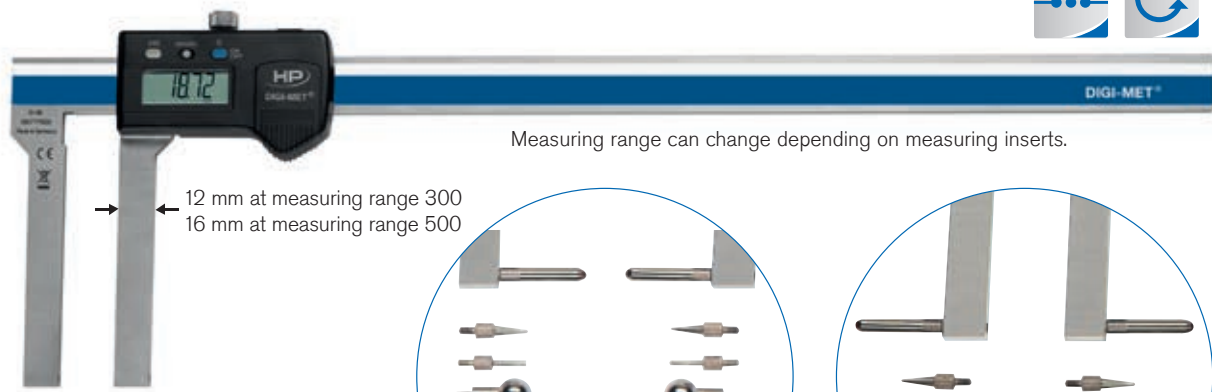 18.72
HP
DIGI-MET®
DIGI-MET®
CE
Measuring range can change depending on measuring inserts.
12 mm at measuring range 300
16 mm at measuring range 500